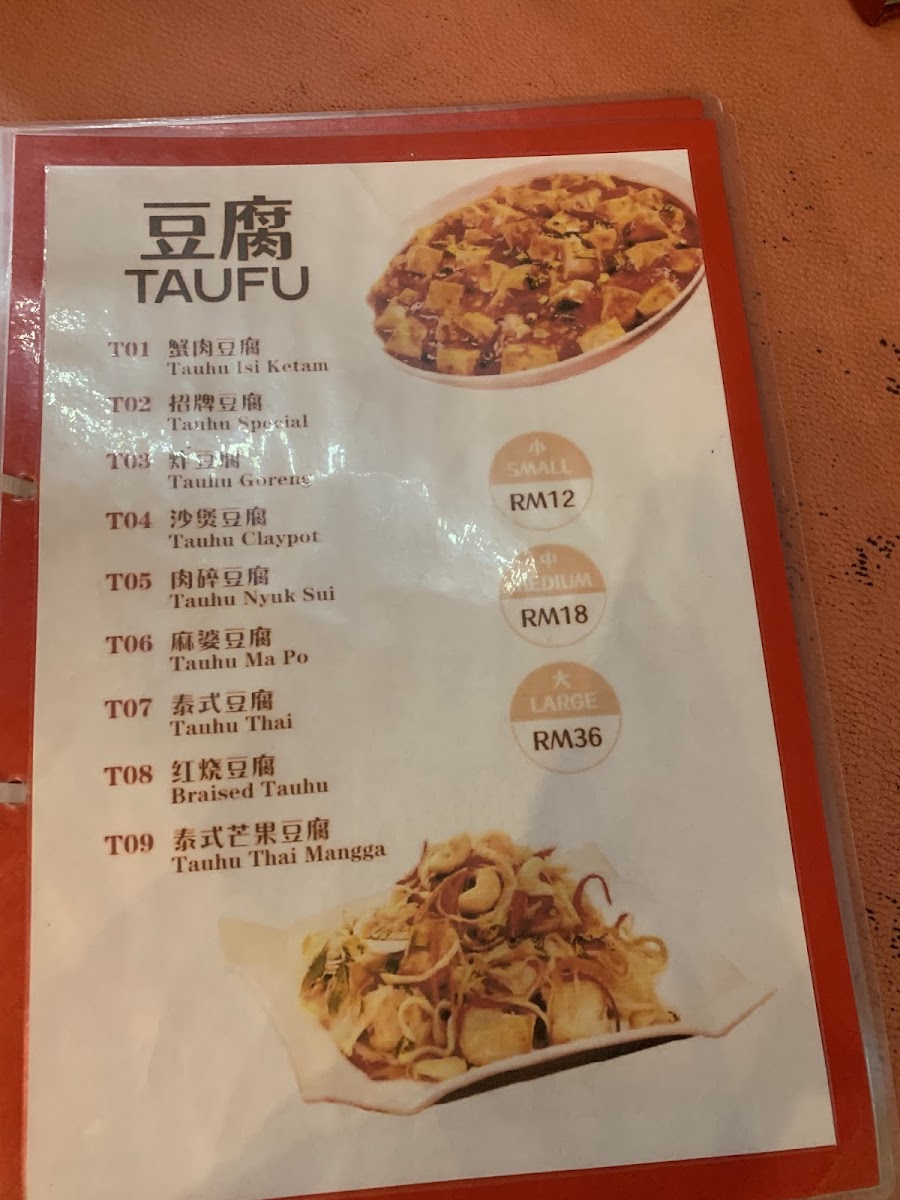 豆腐
TAUFU
T01 蟹肉豆腐
Tauhu Isi Ketam
T02 招牌豆腐
Tauhu Special
T03 炸豆腐
Tauhu Goreng
T04 沙煲豆腐
Tauhu Claypot
T05 肉碎豆腐
Tauhu Nyuk Sui
T06 麻婆豆腐
Tauhu Ma Po
T07 泰式豆腐
Tauhu Thai
T08 红烧豆腐
Braised Tauhu
T09 泰式芒果豆腐
Tauhu Thai Mangga
小
SMALL
RM12
中
MEDIUM
RM18
大
LARGE
RM36